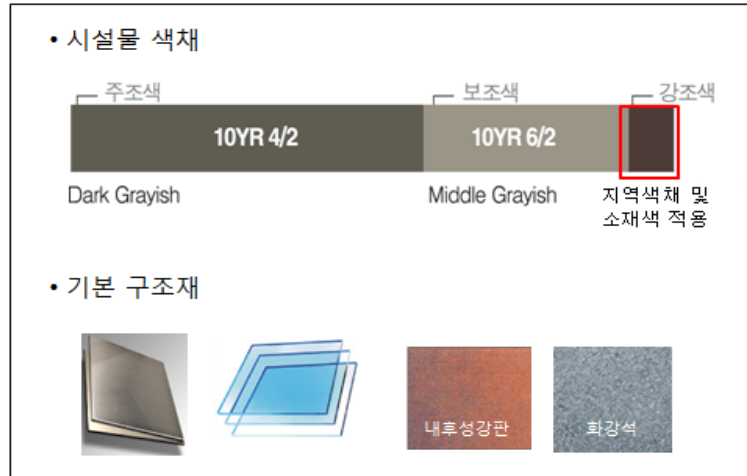 • 시설물 색채
주조색
보조색
강조색
10YR 4/2
10YR 6/2
Dark Grayish
Middle Grayish
지역색채 및
소재색 적용
• 기본 구조재
내후성강판
화강석